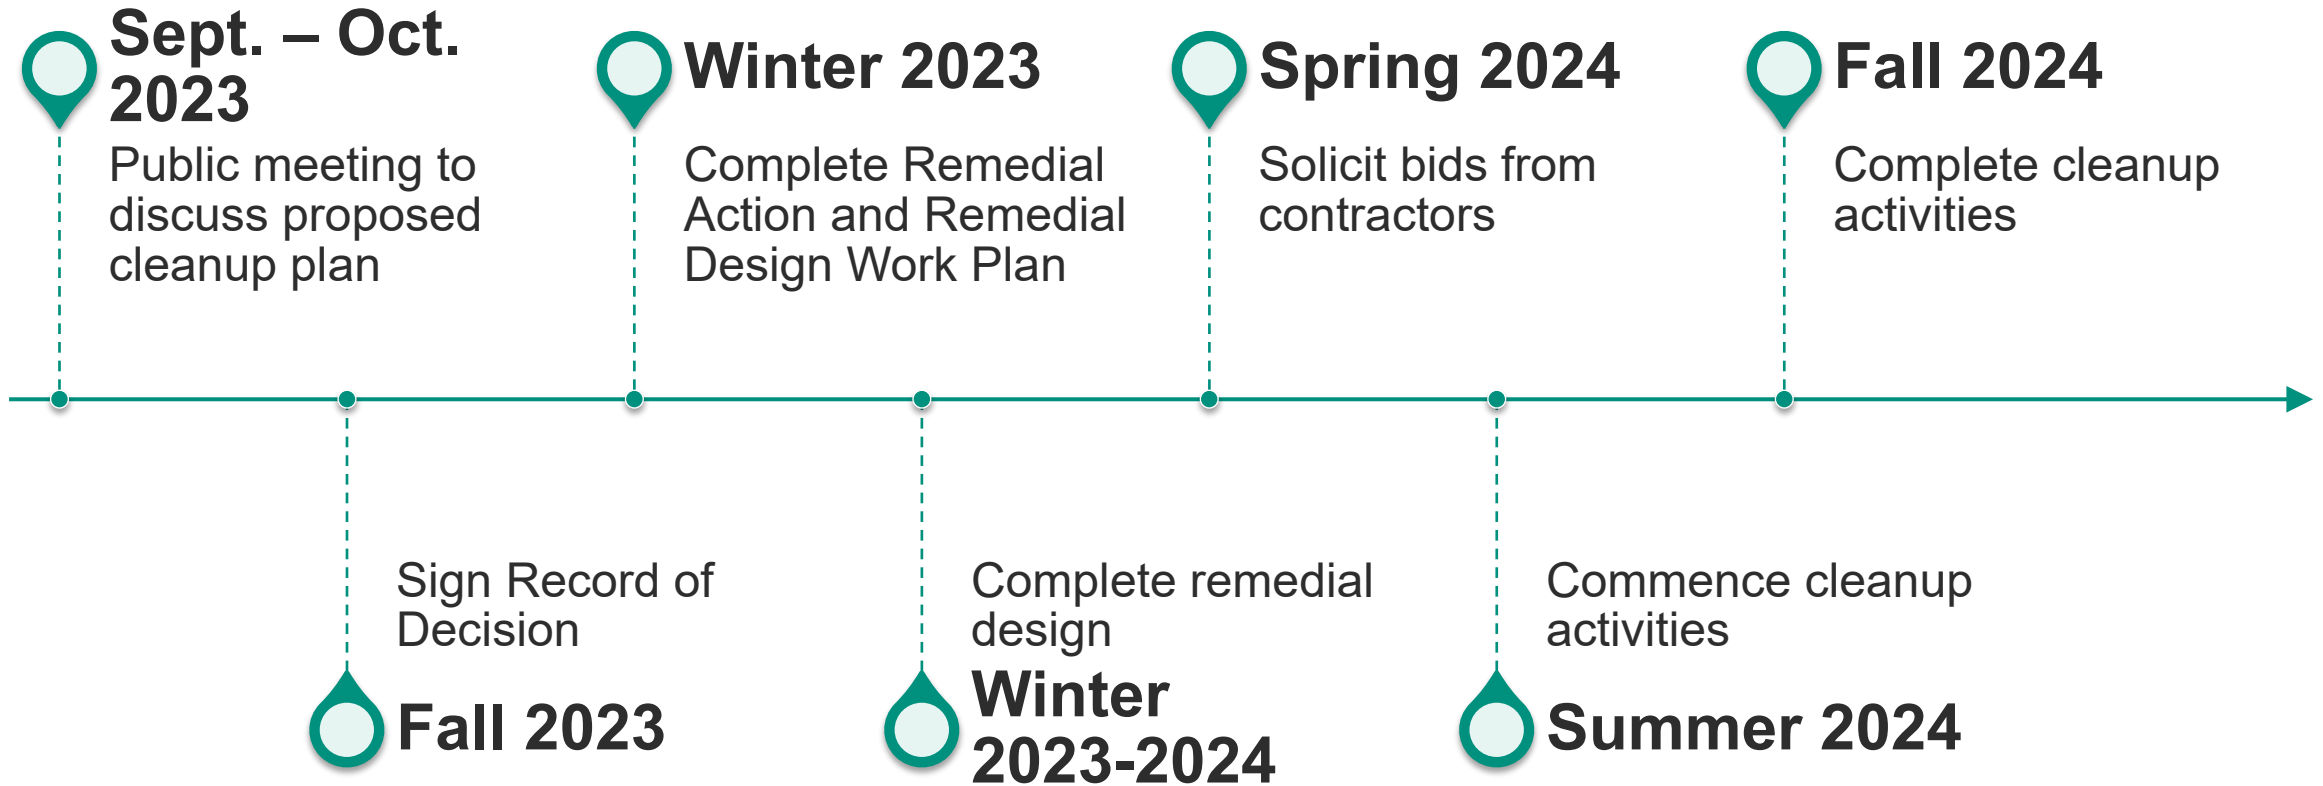 Sept. – Oct.
2023
Public meeting to
discuss proposed
cleanup plan
Fall 2023
Sign Record of
Decision
Winter 2023
Complete Remedial
Action and Remedial
Design Work Plan
Winter
2023-2024
Complete remedial
design
Spring 2024
Solicit bids from
contractors
Summer 2024
Commence cleanup
activities
Fall 2024
Complete cleanup
activities